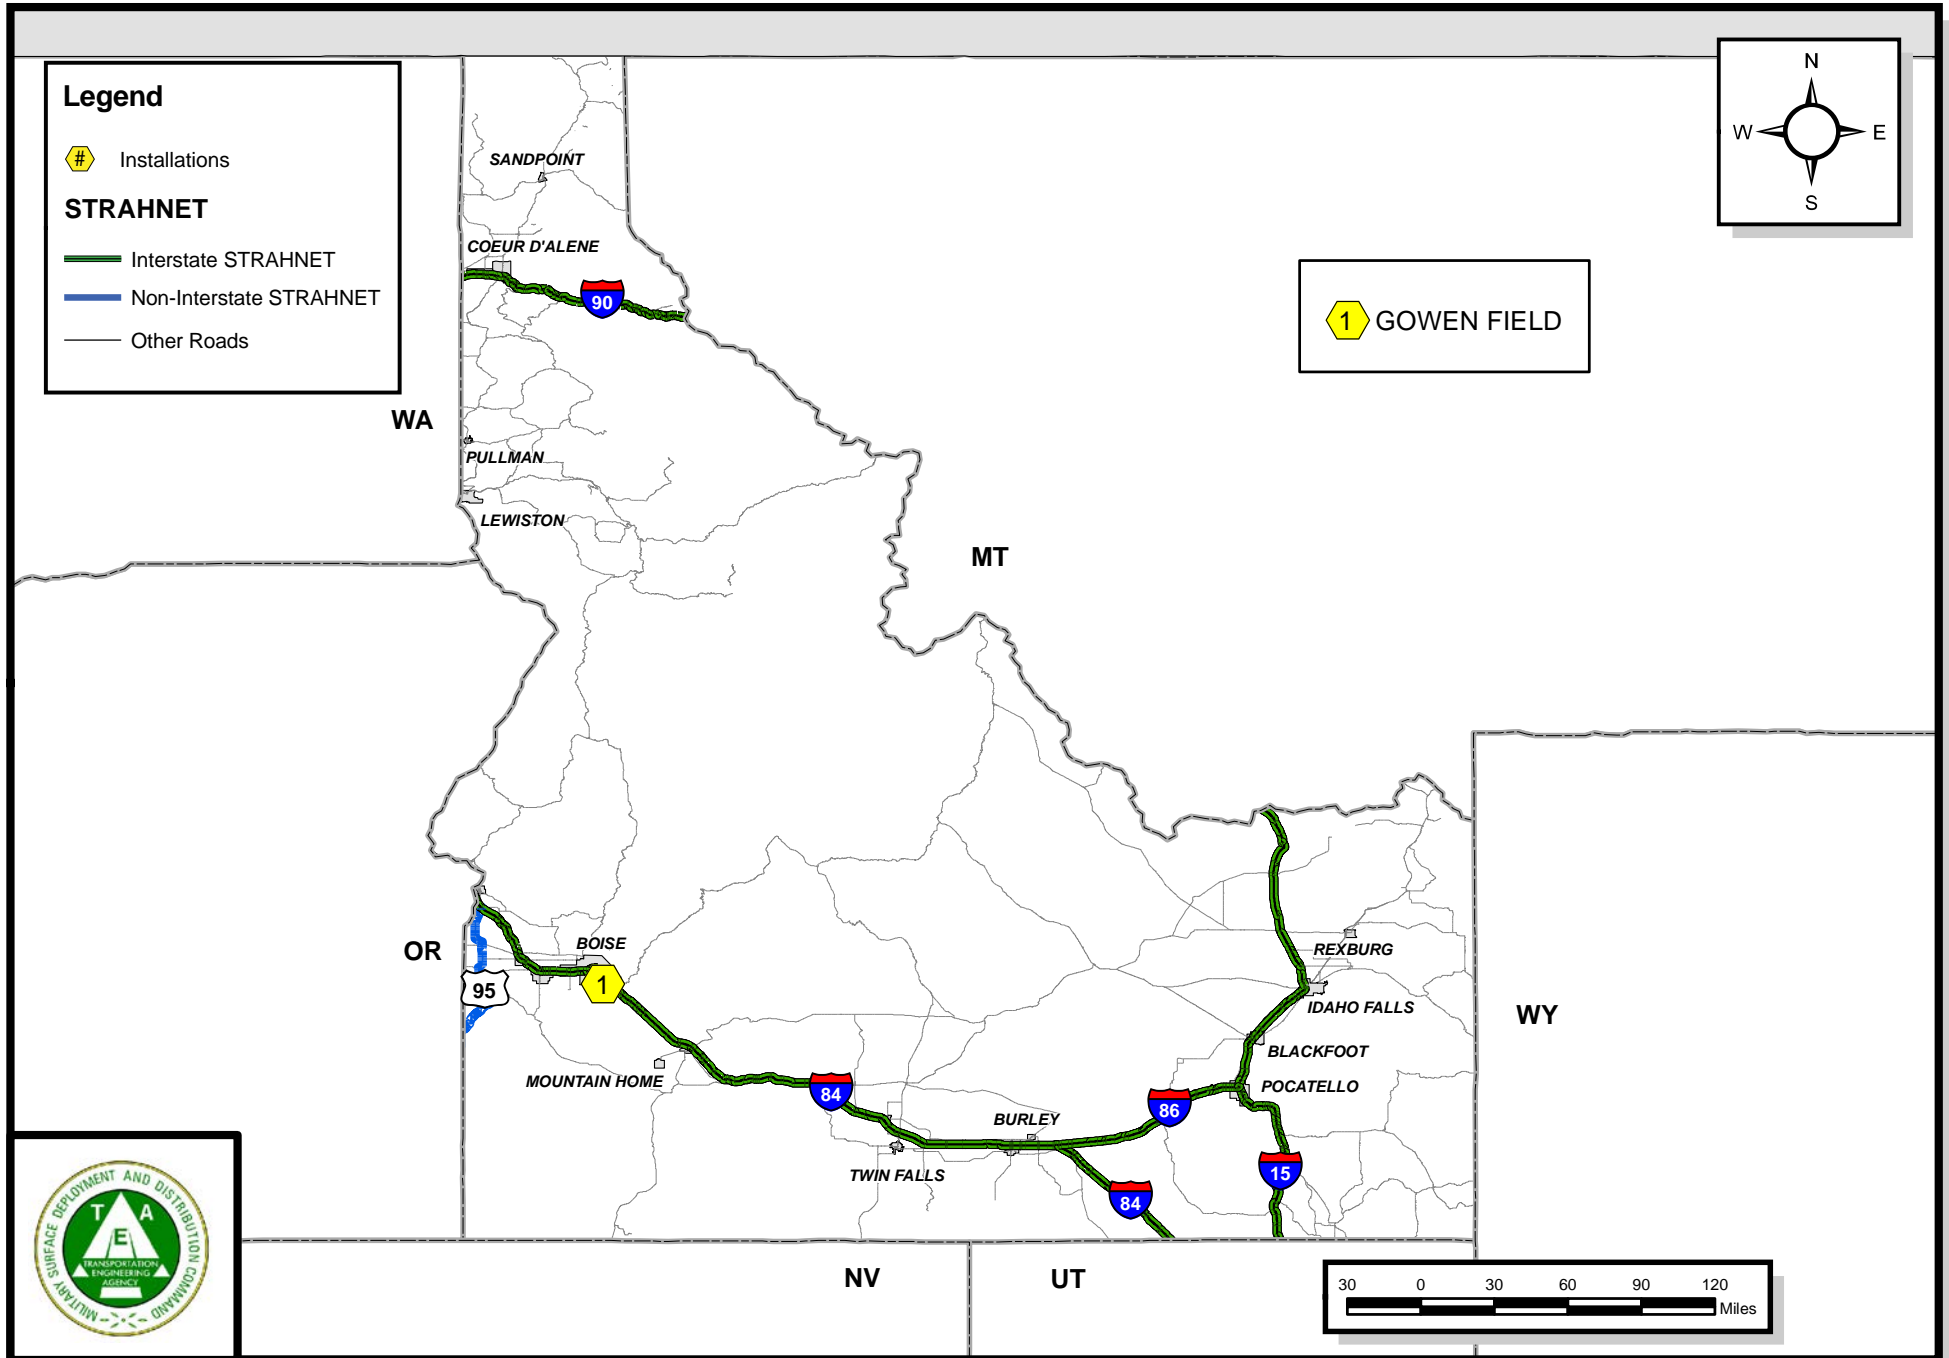 Legend
# Installations
STRAHNET
Interstate STRAHNET
Non-Interstate STRAHNET
Other Roads
N
W E
S
1 GOWEN FIELD
SANDPOINT
COEUR D'ALENE
90
WA
PULLMAN
LEWISTON
MT
OR
BOISE
1
95
REXBURG
IDAHO FALLS
WY
BLACKFOOT
MOUNTAIN HOME
POCATELLO
84
86
BURLEY
TWIN FALLS
15
84
NV
UT
30 0 30 60 90 120
Miles
MILITARY SURFACE DEPLOYMENT AND DISTRIBUTION COMMAND
T A
E
TRANSPORTATION
ENGINEERING
AGENCY